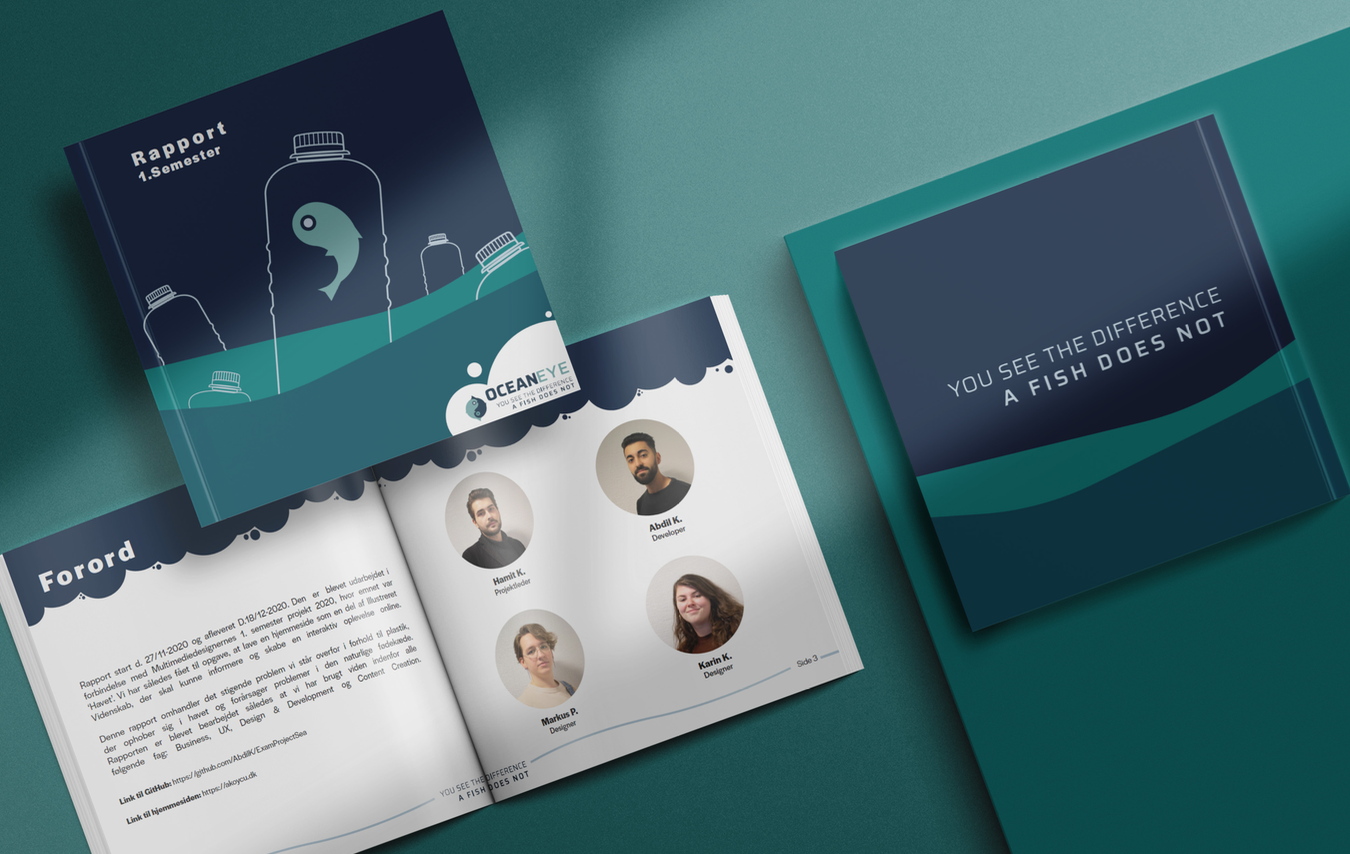 Rapport
1.Semester
OCEANEYE
YOU SEE THE DIFFERENCE
A FISH DOES NOT
Forord
Rapport start d. 27/11-2020 og afleveret D.18/12-2020. Den er blevet udarbejdet i
forbindelse med Multimediedesignernes 1. semester projekt 2020, hvor emnet var
'Havet'. Vi har således fået til opgave, at lave en hjemmeside som en del af Illustreret
Videnskab, der skal kunne informere og skabe en interaktiv oplevelse online.
Denne rapport omhandler det stigende problem vi står overfor i forhold til plastik,
der ophober sig i havet og forårsager problemer i den naturlige fødekæde.
Rapporten er blevet bearbejdet således at vi har brugt viden indenfor alle
følgende fag: Business, UX, Design & Development og Content Creation.
Link til GitHub: https://github.com/AbdilK/ExamProjectSea
Link til hjemmesiden: https://akoycu.dk
Hamit K.
Projektleder
Abdil K.
Developer
Markus P.
Designer
Karin K.
Designer
Side 3
YOU SEE THE DIFFERENCE
A FISH DOES NOT
YOU SEE THE DIFFERENCE
A FISH DOES NOT